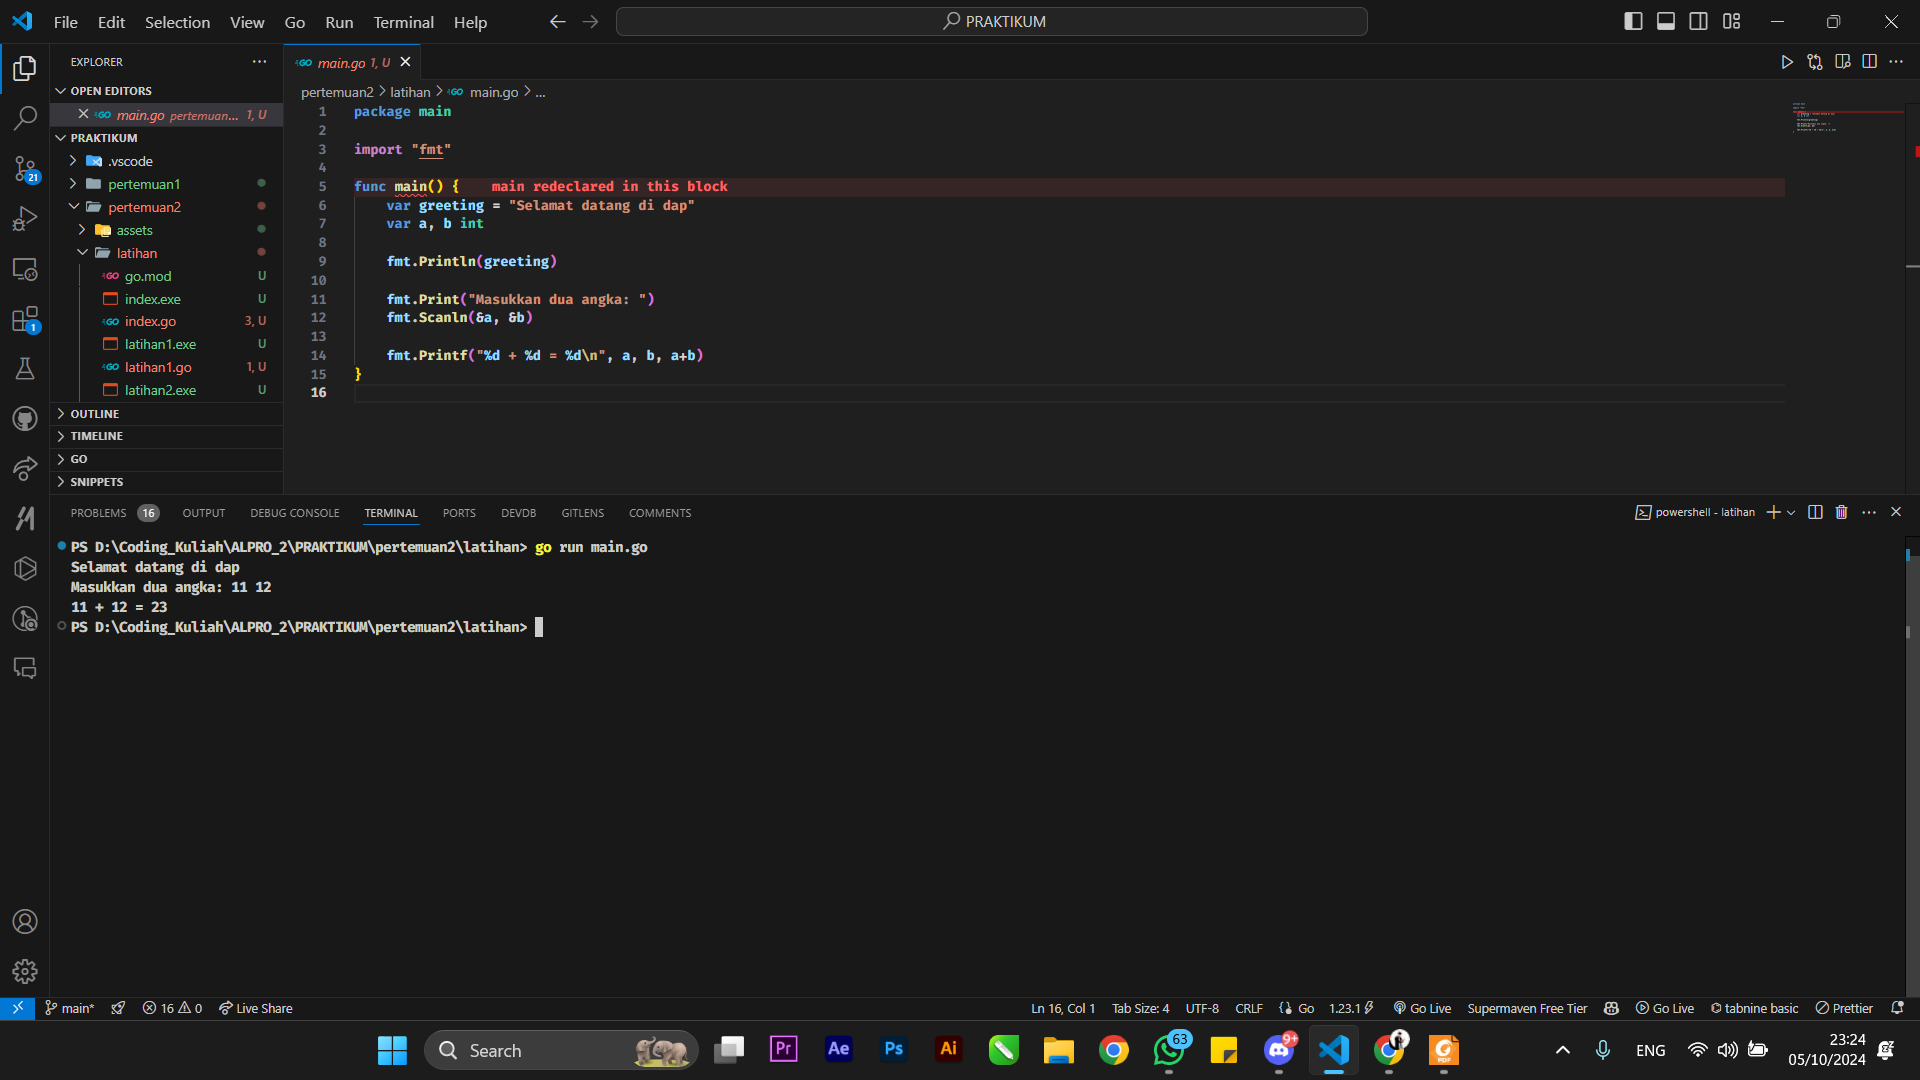 File Edit Selection View Go Run Terminal Help
PRAKTIKUM
EXPLORER
OPEN EDITORS
main.go pertemuan... 1, U
PRAKTIKUM
.vscode
pertemuan1
pertemuan2
assets
latihan
go.mod U
index.exe U
index.go 3, U
latihan1.exe U
latihan1.go 1, U
latihan2.exe U
OUTLINE
TIMELINE
GO
SNIPPETS
21
1
main.go 1, U
pertemuan2 > latihan > main.go > ...
1 package main
2
3 import "fmt"
4
5 func main() { main redeclared in this block
6 var greeting = "Selamat datang di dap"
7 var a, b int
8
9 fmt.Println(greeting)
10
11 fmt.Print("Masukkan dua angka: ")
12 fmt.Scanln(&a, &b)
13
14 fmt.Printf("%d + %d = %d\n", a, b, a+b)
15 }
16
PROBLEMS 16 OUTPUT DEBUG CONSOLE TERMINAL PORTS DEVDB GITLENS COMMENTS
powershell - latihan
PS D:\Coding_Kuliah\ALPRO_2\PRAKTIKUM\pertemuan2\latihan> go run main.go
Selamat datang di dap
Masukkan dua angka: 11 12
11 + 12 = 23
PS D:\Coding_Kuliah\ALPRO_2\PRAKTIKUM\pertemuan2\latihan>
main* 16 0 Live Share
Ln 16, Col 1 Tab Size: 4 UTF-8 CRLF Go 1.23.1 Go Live Supermaven Free Tier Go Live tabnine basic Prettier
Search
Pr Ae Ps Ai
63
9+
PDF
ENG
23:24
05/10/2024